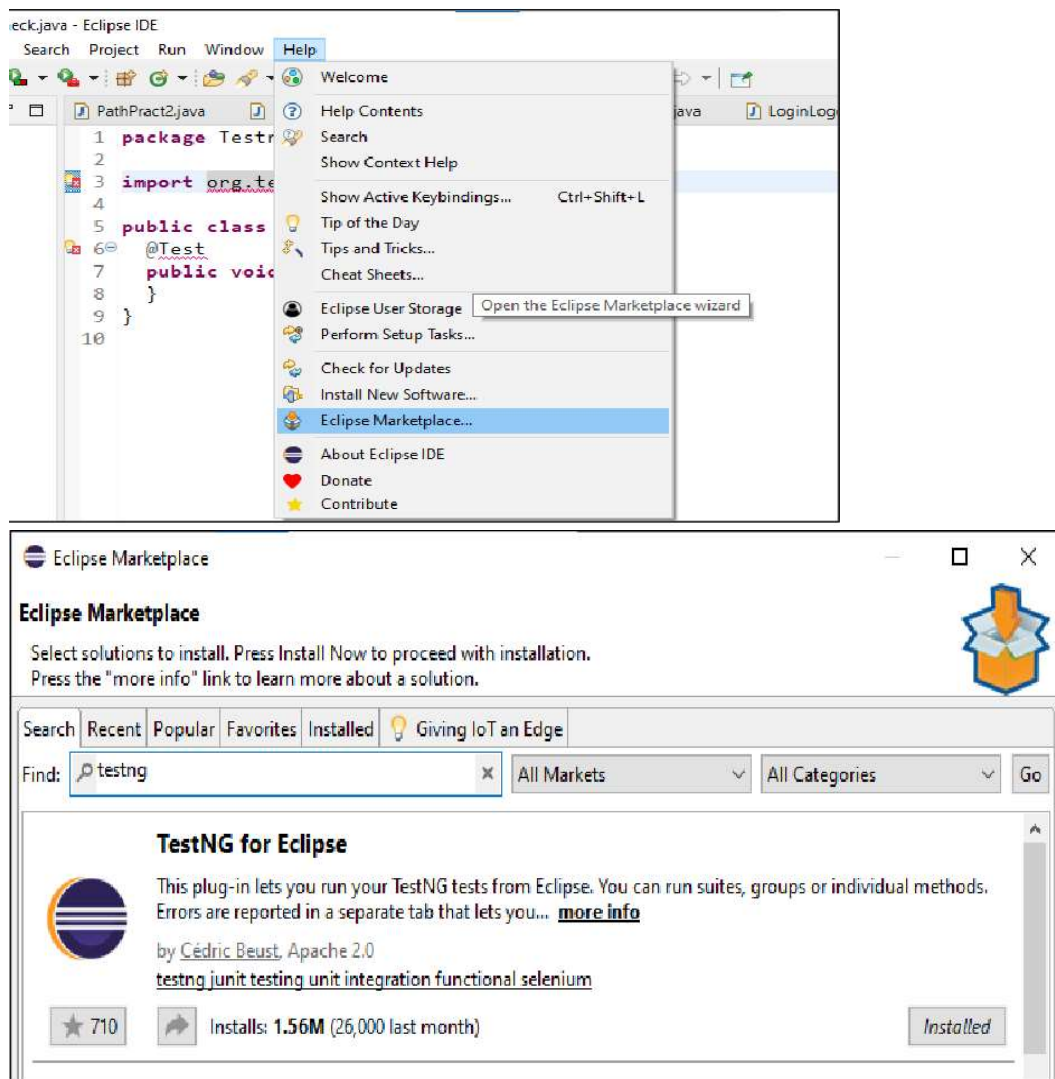 eck.java - Eclipse IDE
Search Project Run Window Help
PathPract2.java
java
LoginLog
Welcome
Help Contents
Search
Show Context Help
Show Active Keybindings... Ctrl+Shift+L
Tip of the Day
Tips and Tricks...
Cheat Sheets...
Eclipse User Storage
Open the Eclipse Marketplace wizard
Perform Setup Tasks...
Check for Updates
Install New Software...
Eclipse Marketplace...
About Eclipse IDE
Donate
Contribute
1 package Testn
2
3 import org.te
4
5 public class
6 @Test
7 public void
8 }
9 }
10
Eclipse Marketplace
Eclipse Marketplace
Select solutions to install. Press Install Now to proceed with installation.
Press the "more info" link to learn more about a solution.
Search Recent Popular Favorites Installed Giving IoT an Edge
Find: testng All Markets All Categories Go
TestNG for Eclipse
This plug-in lets you run your TestNG tests from Eclipse. You can run suites, groups or individual methods.
Errors are reported in a separate tab that lets you... more info
by Cédric Beust, Apache 2.0
testng junit testing unit integration functional selenium
710 Installs: 1.56M (26,000 last month) Installed